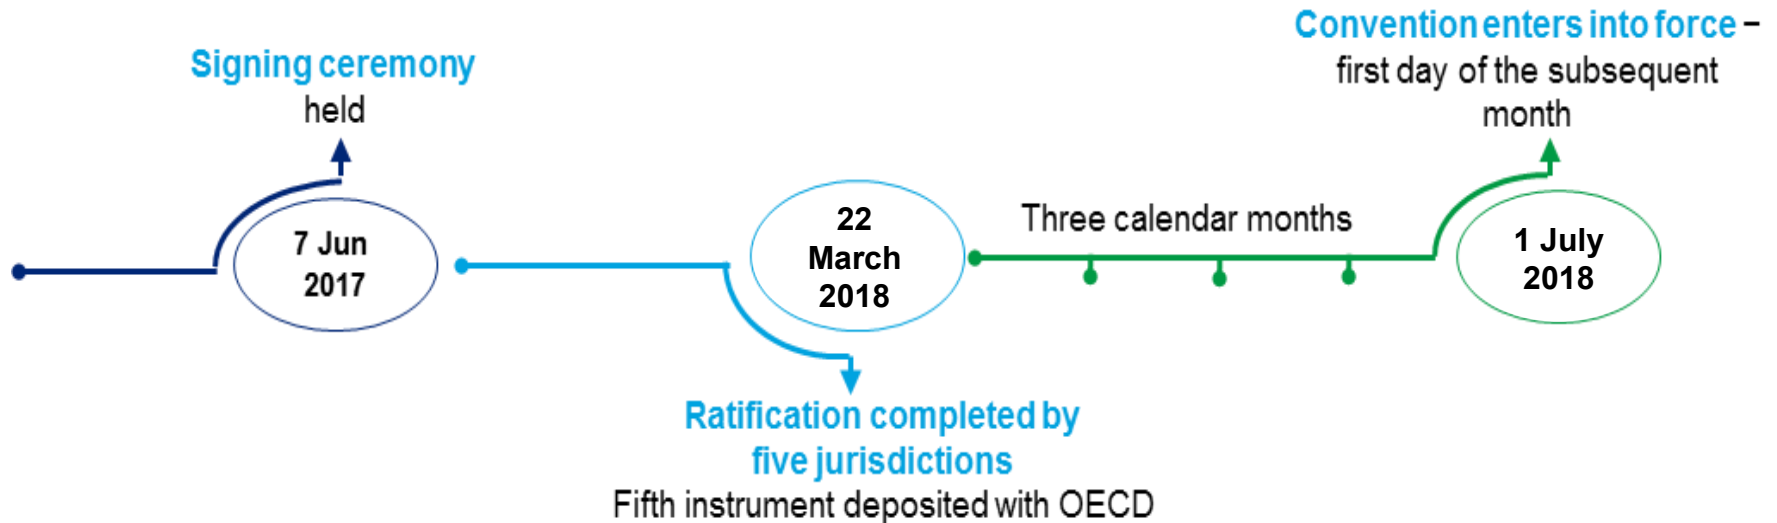 Signing ceremony
held
7 Jun
2017
22
March
2018
Ratification completed by
five jurisdictions
Fifth instrument deposited with OECD
Three calendar months
Convention enters into force –
first day of the subsequent
month
1 July
2018